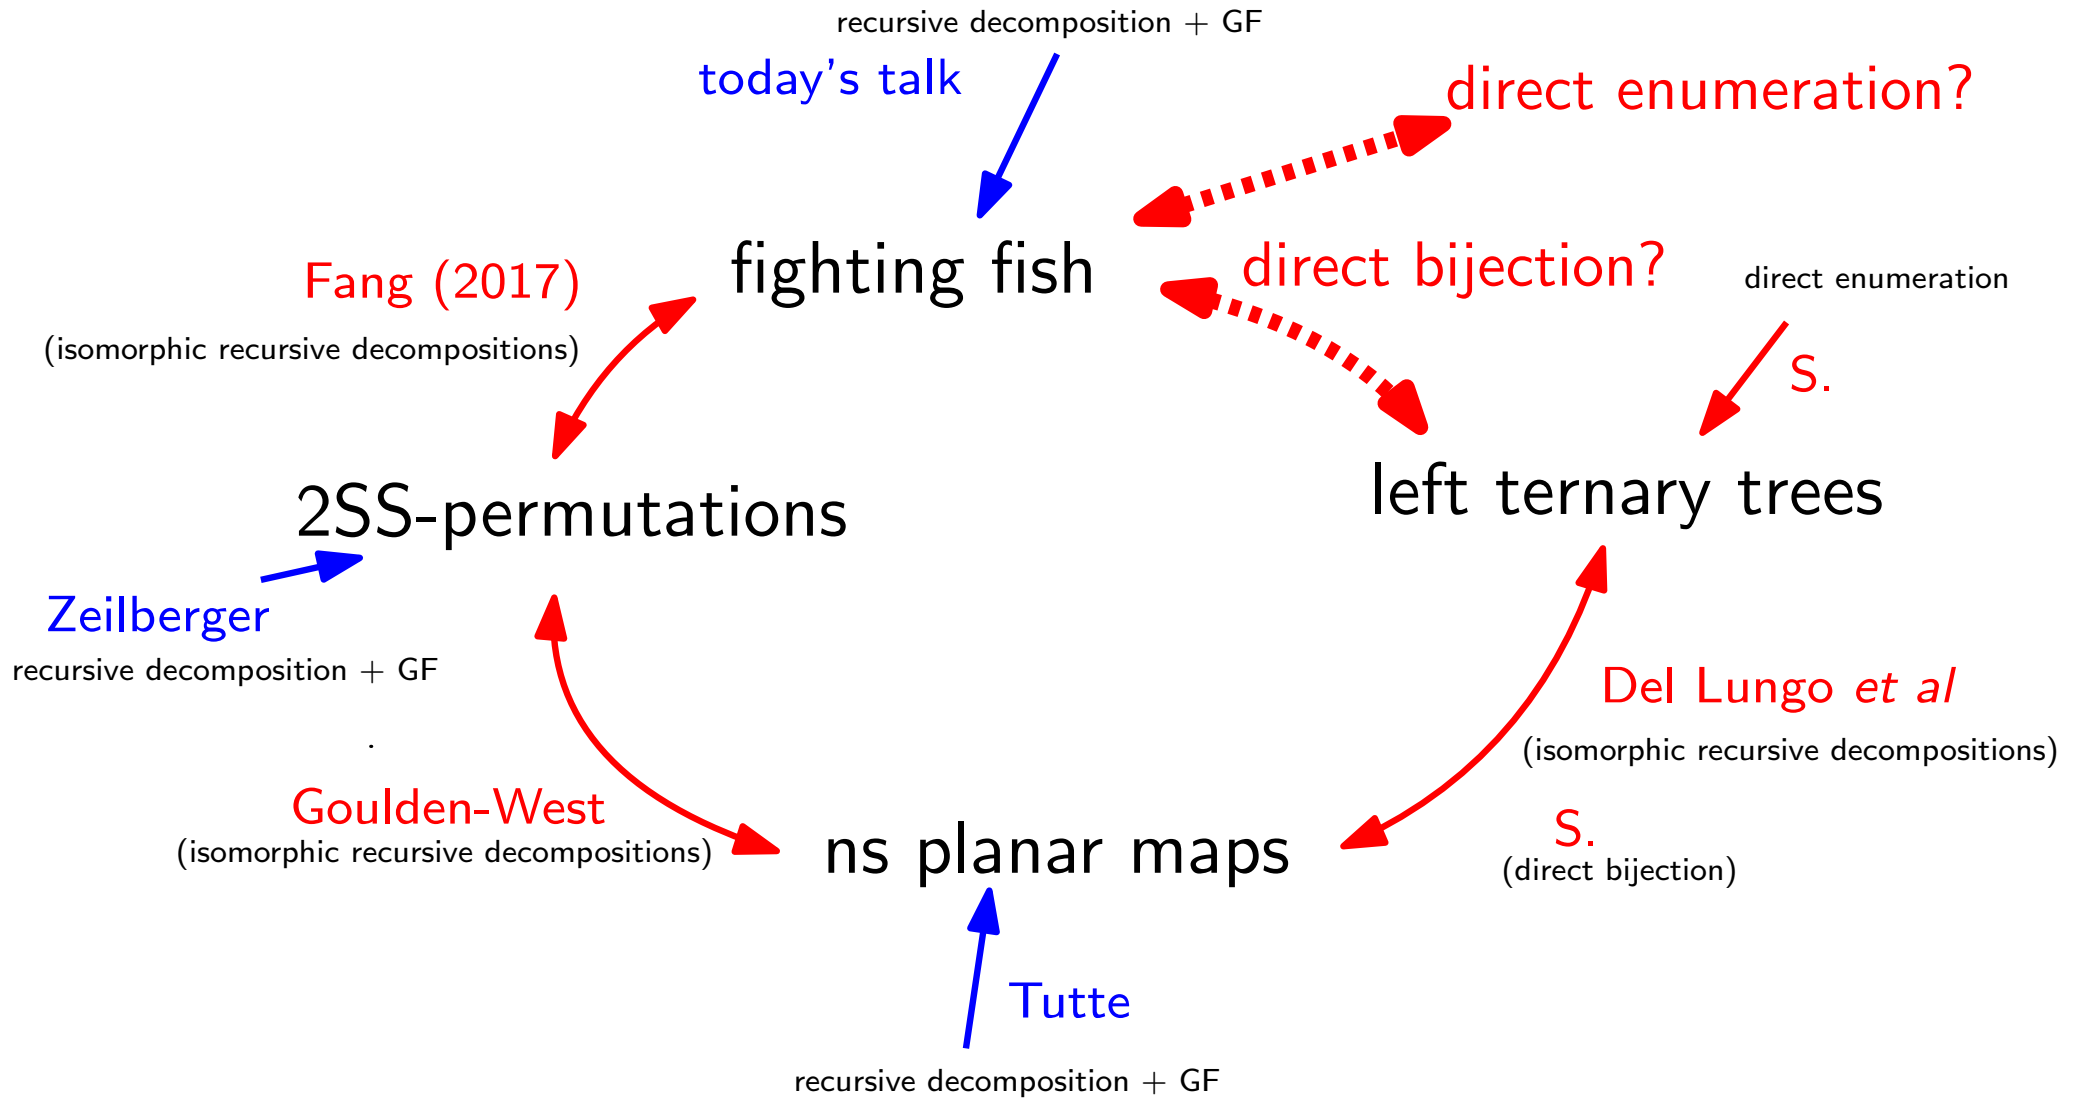 recursive decomposition + GF
today's talk
direct enumeration?
fighting fish
direct bijection?
direct enumeration
Fang (2017)
(isomorphic recursive decompositions)
S.
2SS-permutations
left ternary trees
Zeilberger
recursive decomposition + GF
.
Del Lungo et al
(isomorphic recursive decompositions)
Goulden-West
(isomorphic recursive decompositions)
S.
(direct bijection)
ns planar maps
Tutte
recursive decomposition + GF